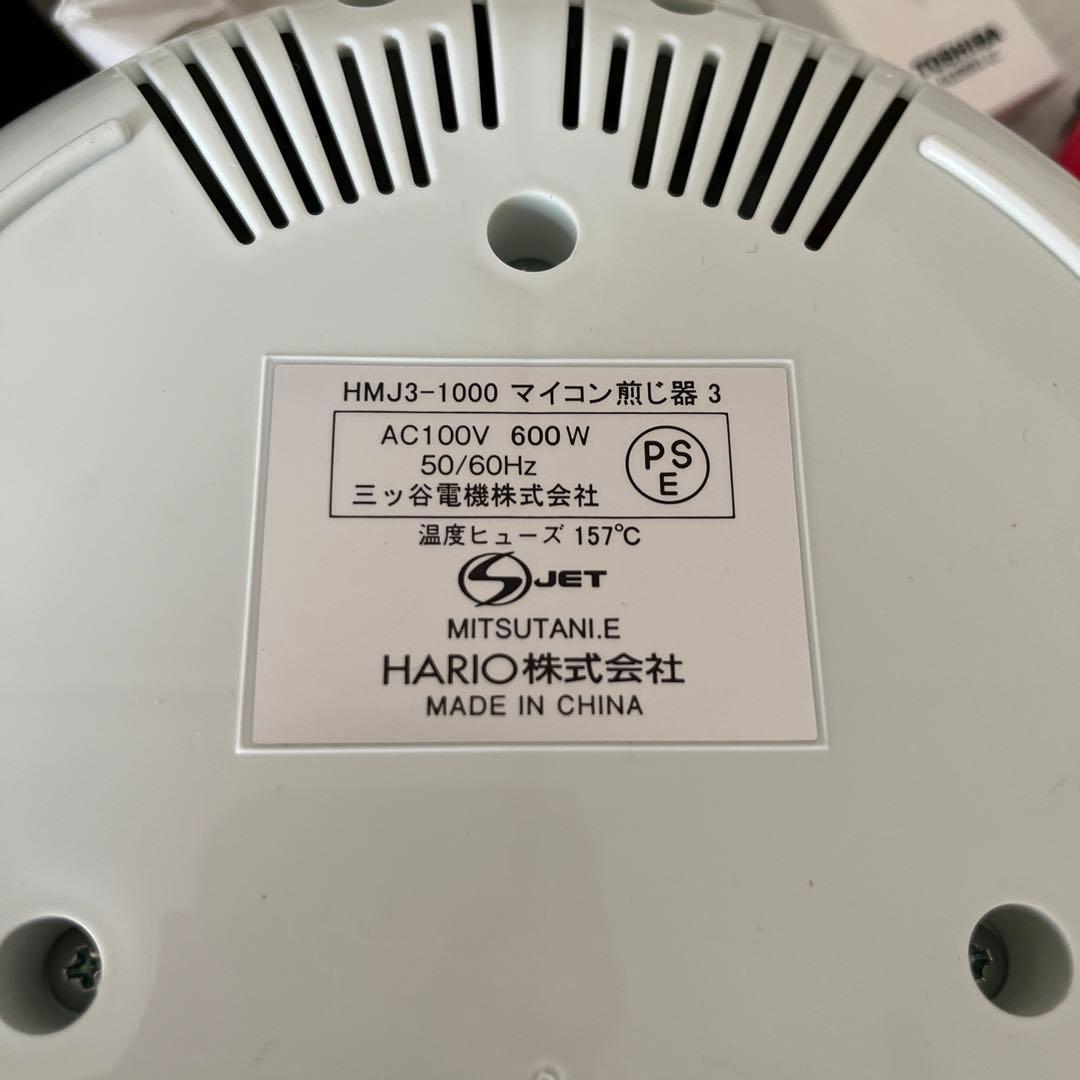 TOSHIBA
HMJ3-1000 マイコン煎じ器 3
AC100V 600W
50/60Hz
三ッ谷電機株式会社
PS
E
温度ヒューズ 157℃
S JET
MITSUTANI.E
HARIO株式会社
MADE IN CHINA